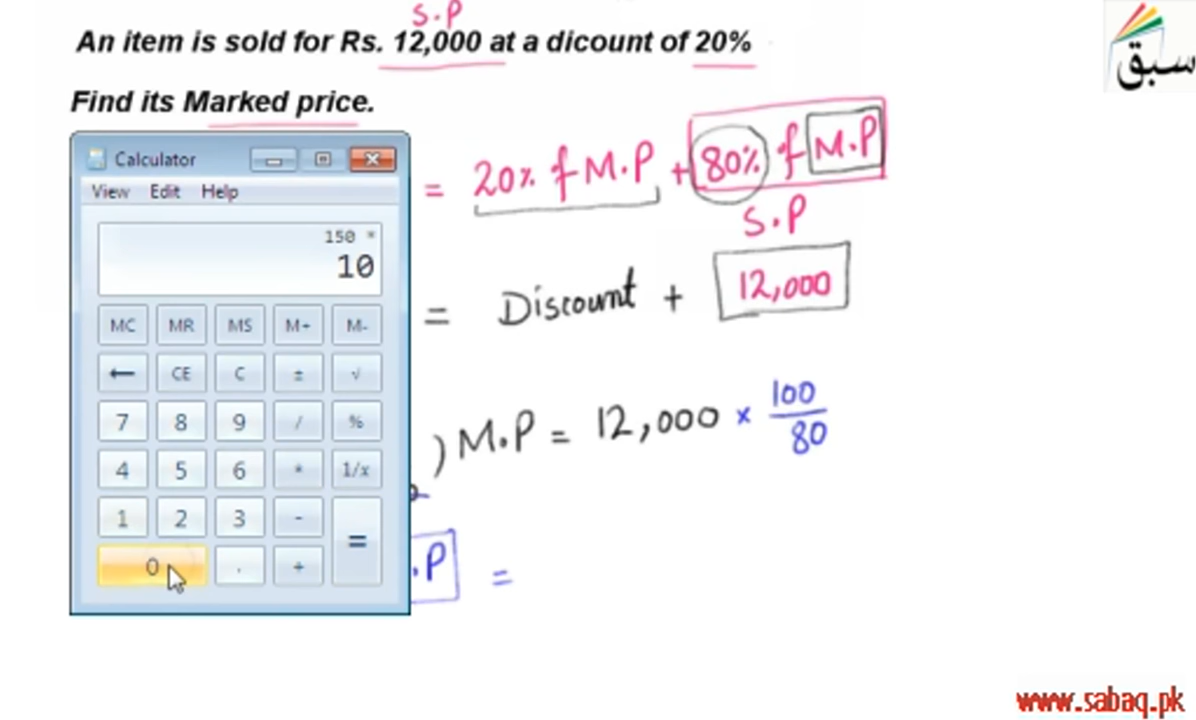 S.P
An item is sold for Rs. 12,000 at a dicount of 20%
سبق
Find its Marked price.
Calculator
View Edit Help
150 *
10
MC MR MS M+ M-
← CE C ± √
7 8 9 / %
4 5 6 * 1/x
1 2 3 - =
0 . +
= 20% of M.P + 80% of M.P
S.P
= Discount + 12,000
) M.P = 12,000 × 100/80
.P =
www.sabaq.pk